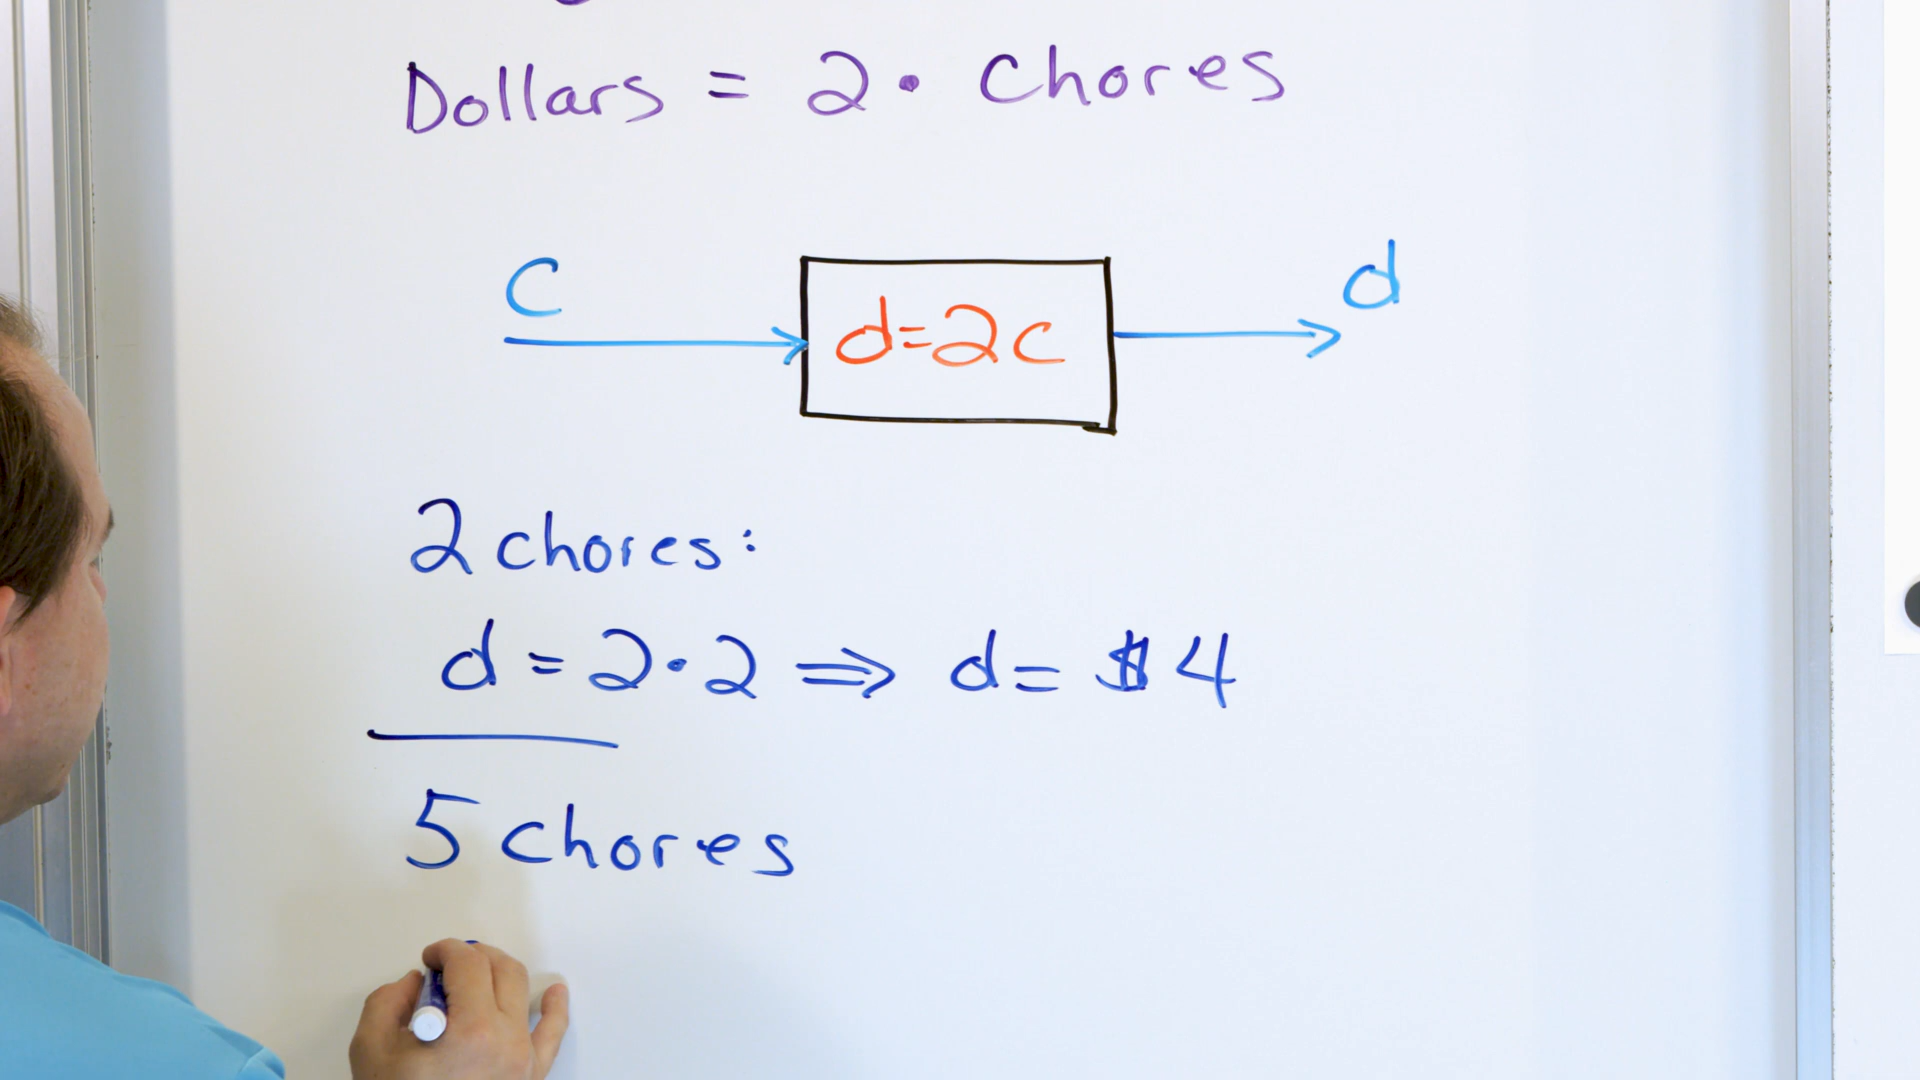 Dollars = 2 • Chores
c d=2c d
2 chores:
d = 2•2 ⇒ d = $4
5 chores